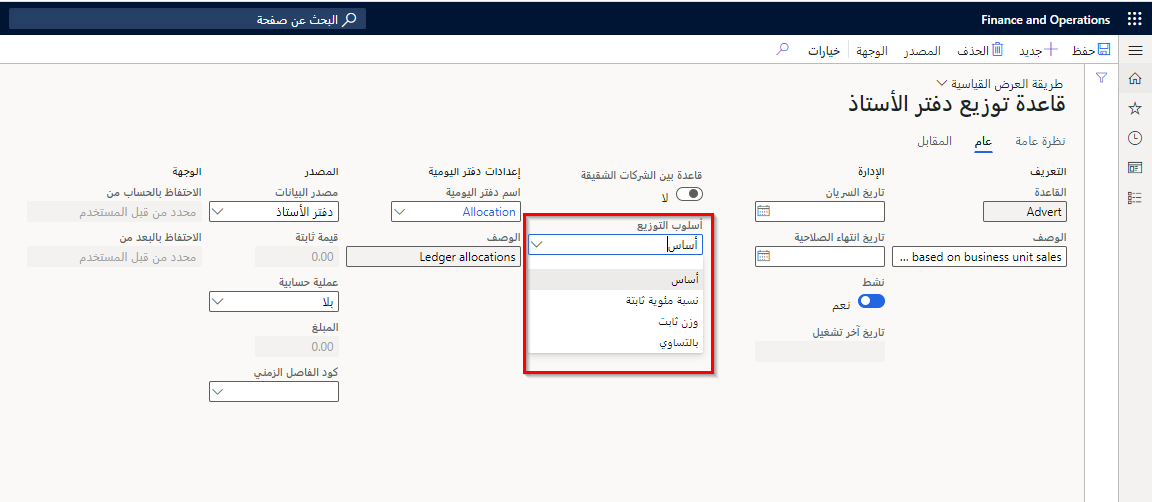 Finance and Operations
البحث عن صفحة
حفظ
جديد
الحذف
المصدر
الوجهة
خيارات
طريقة العرض القياسية
قاعدة توزيع دفتر الأستاذ
نظرة عامة
عام
المقابل
التعريف
القاعدة
Advert
الوصف
based on business unit sales ...
الإدارة
تاريخ السريان
تاريخ انتهاء الصلاحية
نشط
نعم
تاريخ آخر تشغيل
قاعدة بين الشركات الشقيقة
لا
أسلوب التوزيع
أساس
أساس
نسبة مئوية ثابتة
وزن ثابت
بالتساوي
إعدادات دفتر اليومية
اسم دفتر اليومية
Allocation
الوصف
Ledger allocations
المصدر
مصدر البيانات
دفتر الأستاذ
قيمة ثابتة
0.00
عملية حسابية
بلا
المبلغ
0.00
كود الفاصل الزمني
الوجهة
الاحتفاظ بالحساب من
محدد من قبل المستخدم
الاحتفاظ بالبعد من
محدد من قبل المستخدم